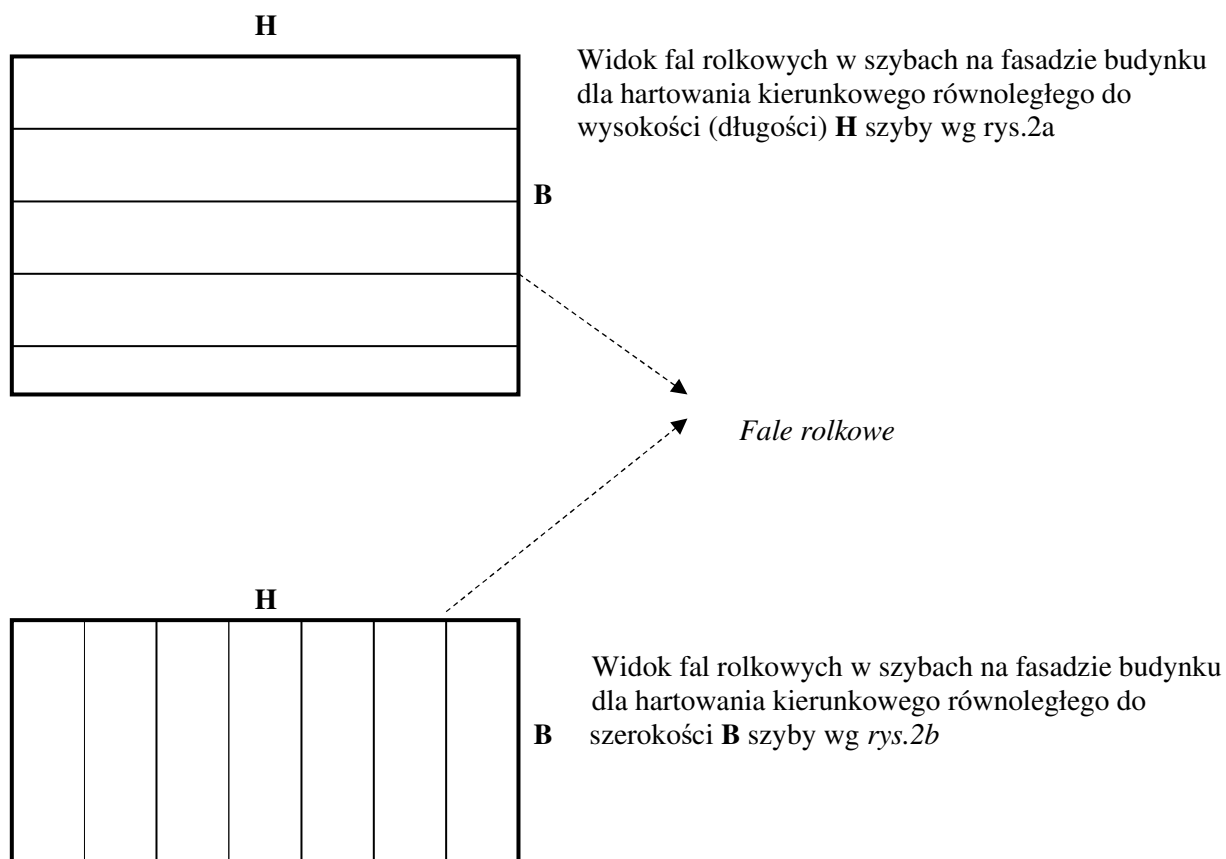 H
Widok fal rolkowych w szybach na fasadzie budynku
dla hartowania kierunkowego równoległego do
wysokości (długości) H szyby wg rys.2a
B
Fale rolkowe
H
Widok fal rolkowych w szybach na fasadzie budynku
dla hartowania kierunkowego równoległego do
B szerokości B szyby wg rys.2b